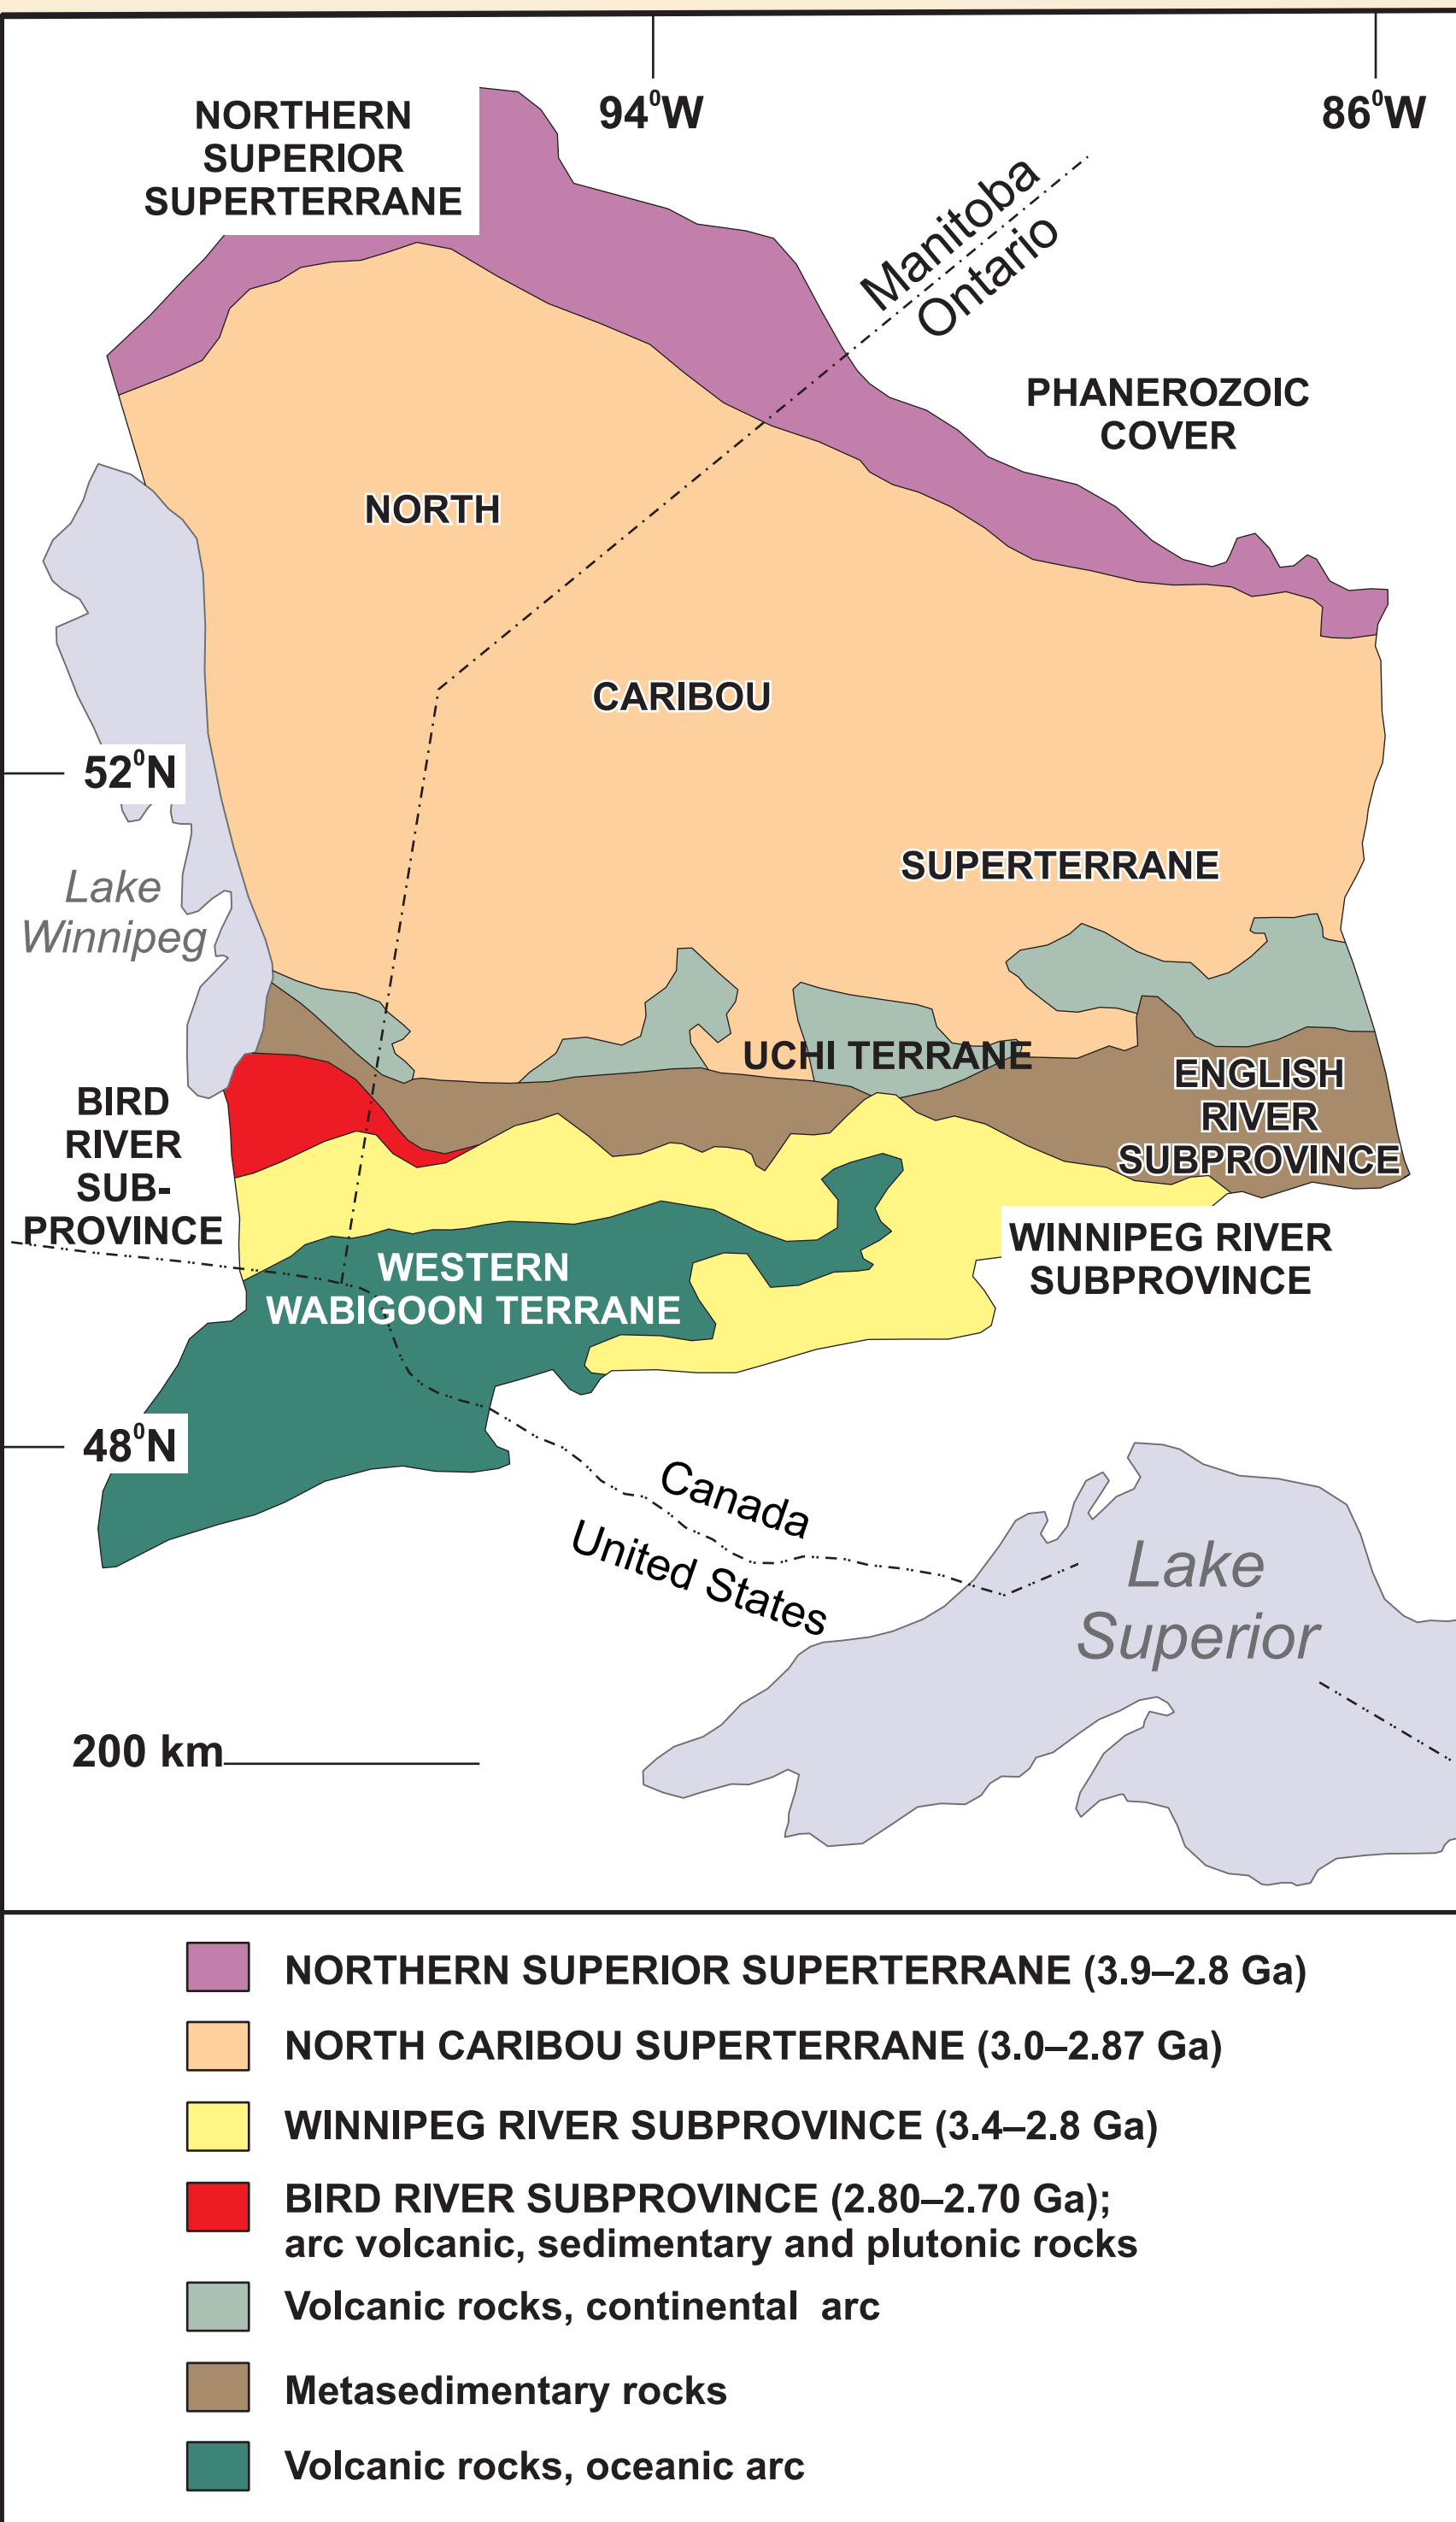 94⁰W
86⁰W
NORTHERN
SUPERIOR
SUPERTERRANE
Manitoba
Ontario
PHANEROZOIC
COVER
NORTH
CARIBOU
52⁰N
SUPERTERRANE
Lake
Winnipeg
UCHI TERRANE
ENGLISH
RIVER
SUBPROVINCE
BIRD
RIVER
SUB-
PROVINCE
WINNIPEG RIVER
SUBPROVINCE
WESTERN
WABIGOON TERRANE
48⁰N
Canada
United States
Lake
Superior
200 km
NORTHERN SUPERIOR SUPERTERRANE (3.9–2.8 Ga)
NORTH CARIBOU SUPERTERRANE (3.0–2.87 Ga)
WINNIPEG RIVER SUBPROVINCE (3.4–2.8 Ga)
BIRD RIVER SUBPROVINCE (2.80–2.70 Ga);
arc volcanic, sedimentary and plutonic rocks
Volcanic rocks, continental arc
Metasedimentary rocks
Volcanic rocks, oceanic arc